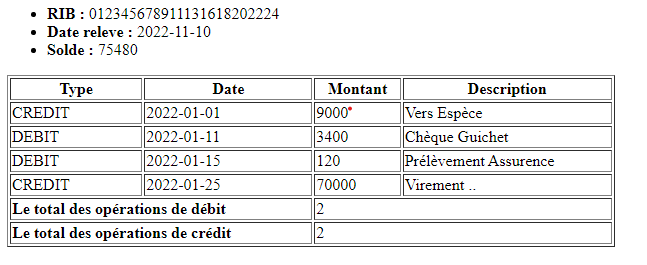 • RIB : 012345678911131618202224
• Date releve : 2022-11-10
• Solde : 75480
Type Date Montant Description
CREDIT 2022-01-01 9000* Vers Espèce
DEBIT 2022-01-11 3400 Chèque Guichet
DEBIT 2022-01-15 120 Prélèvement Assurence
CREDIT 2022-01-25 70000 Virement ..
Le total des opérations de débit 2
Le total des opérations de crédit 2